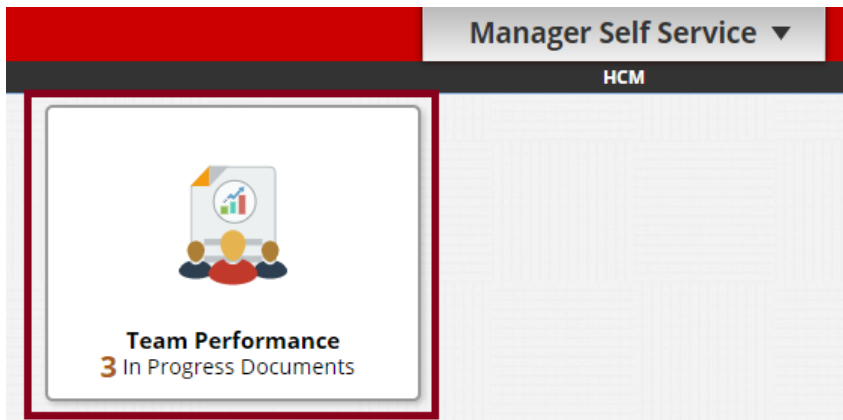 Manager Self Service ▼
HCM
Team Performance
3 In Progress Documents